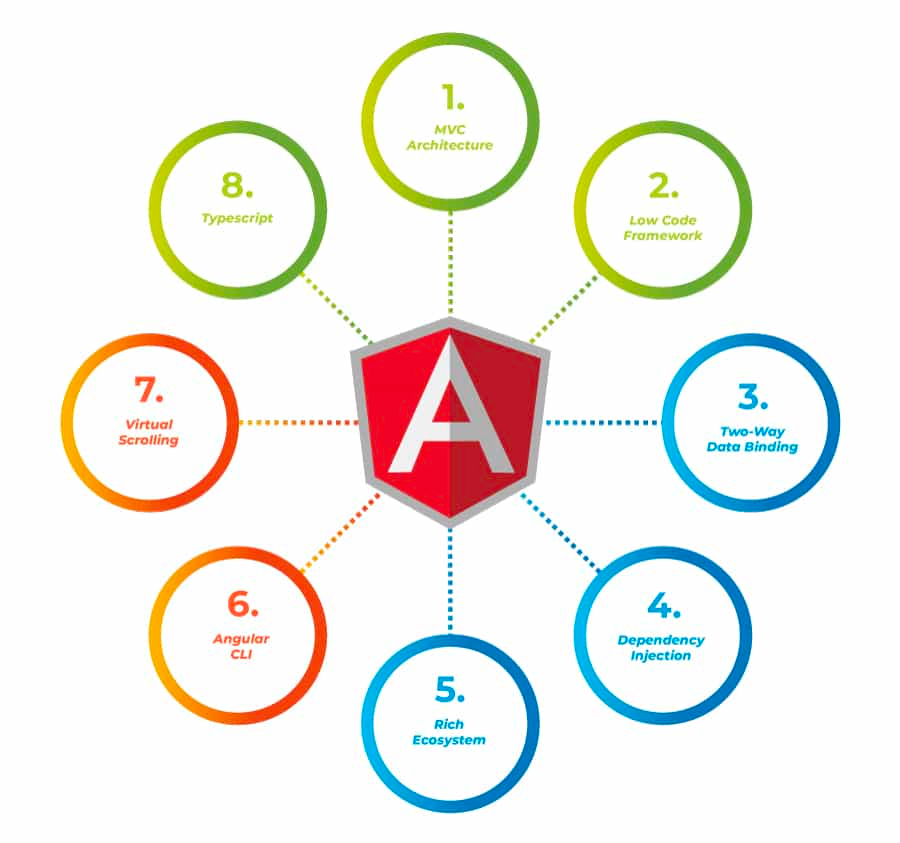 1.
MVC
Architecture
2.
Low Code
Framework
3.
Two-Way
Data Binding
4.
Dependency
Injection
5.
Rich
Ecosystem
6.
Angular
CLI
7.
Virtual
Scrolling
8.
Typescript
A